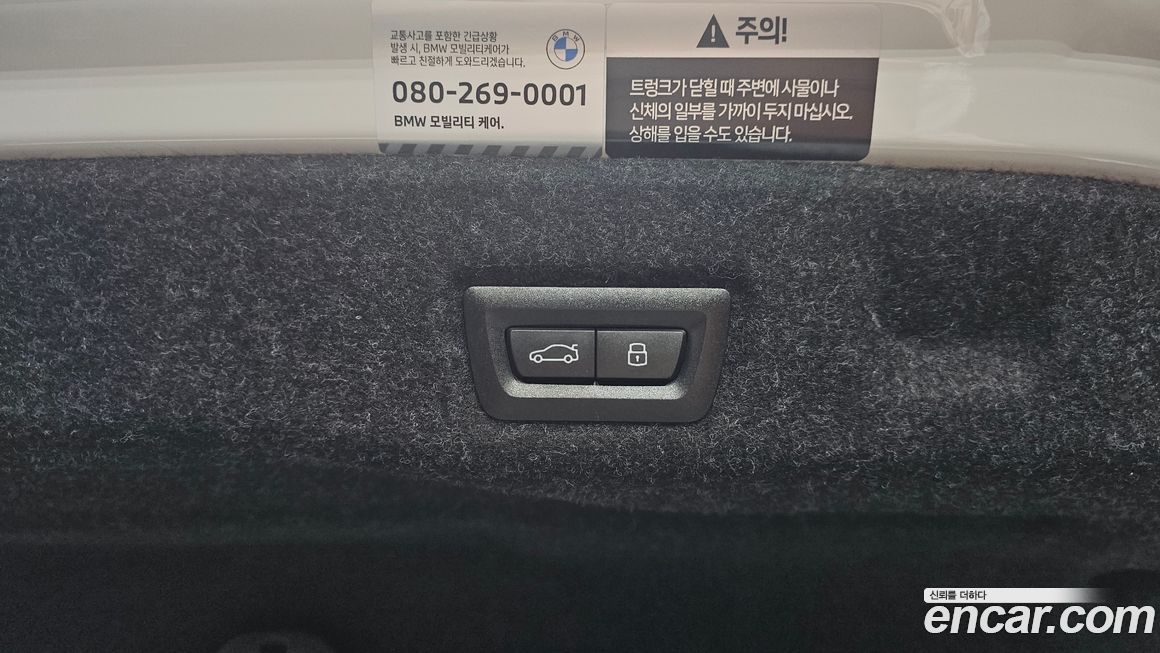 교통사고를 포함한 긴급상황
발생 시, BMW 모빌리티케어가
빠르고 친절하게 도와드리겠습니다.
BMW
080-269-0001
BMW 모빌리티 케어.
주의!
트렁크가 닫힐 때 주변에 사물이나
신체의 일부를 가까이 두지 마십시오.
상해를 입을 수도 있습니다.
신뢰를 더하다
encar.com